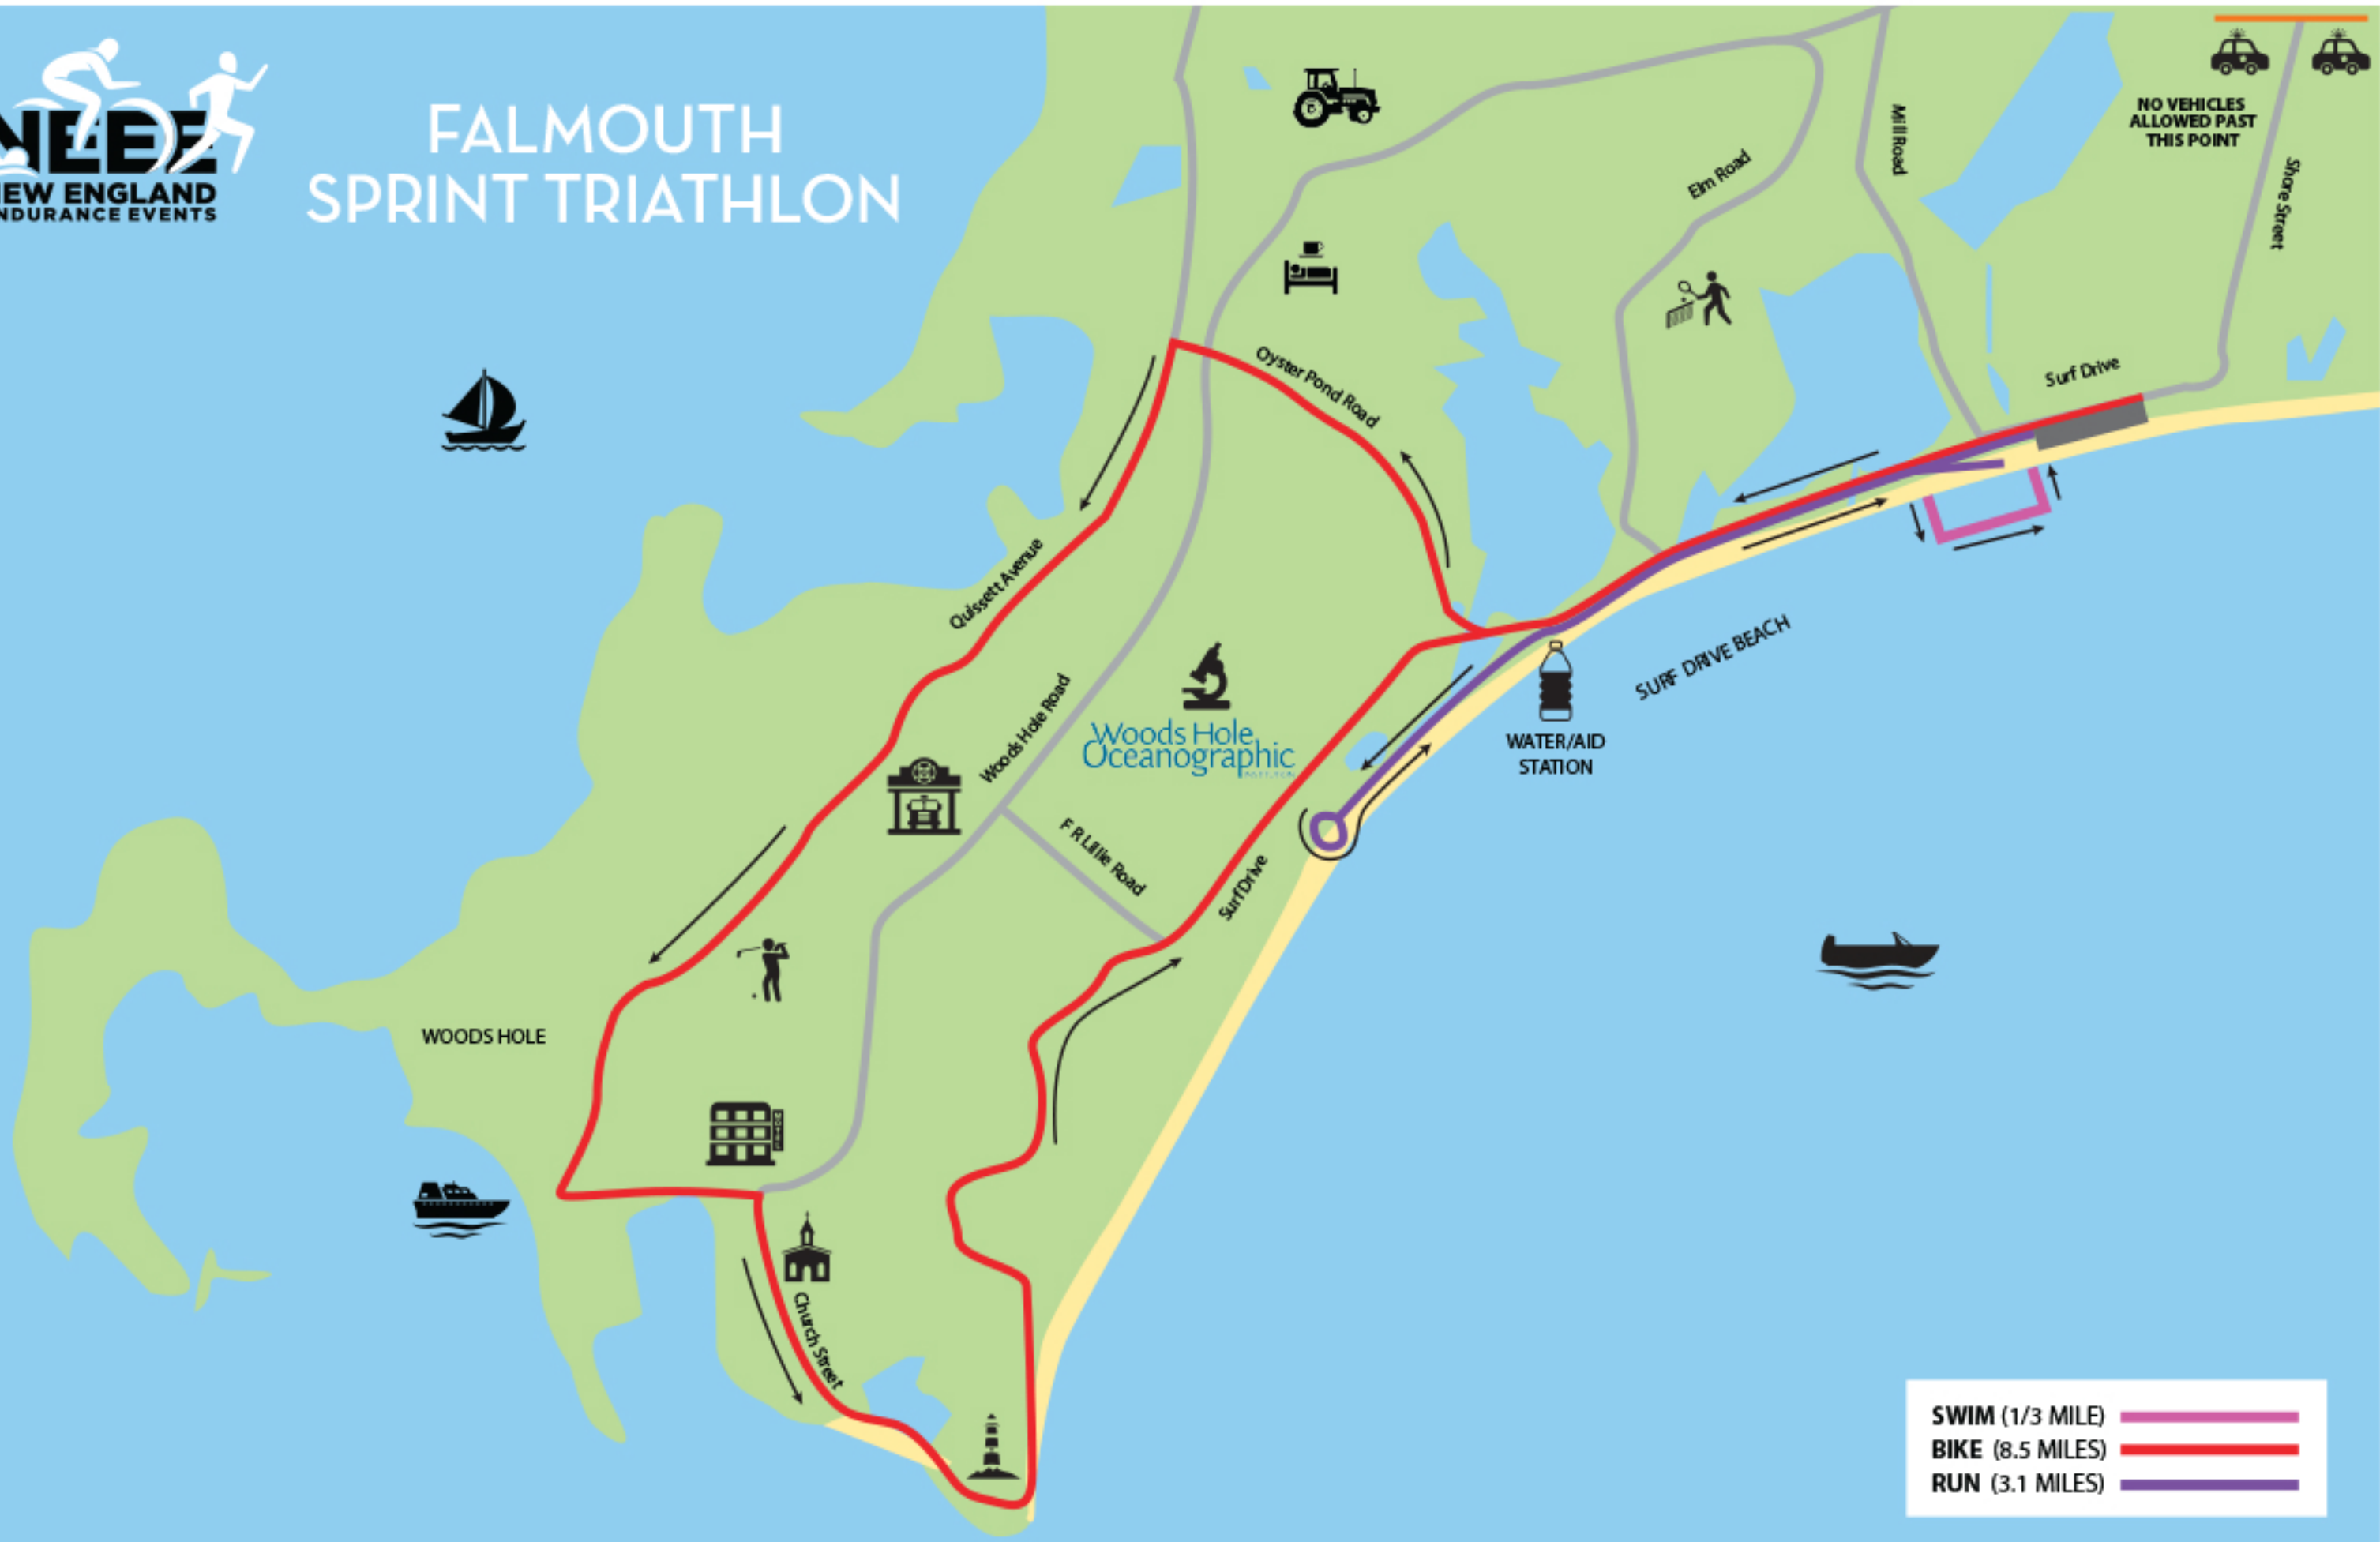 NEEE
EW ENGLAND
NDURANCE EVENTS
FALMOUTH
SPRINT TRIATHLON
NO VEHICLES
ALLOWED PAST
THIS POINT
Mill Road
Shore Street
Elm Road
Surf Drive
Oyster Pond Road
Quissett Avenue
Woods Hole Road
Woods Hole
Oceanographic
SURF DRIVE BEACH
WATER/AID
STATION
F R Lillie Road
Surf Drive
WOODS HOLE
MOTEL
Church Street
SWIM (1/3 MILE)
BIKE (8.5 MILES)
RUN (3.1 MILES)